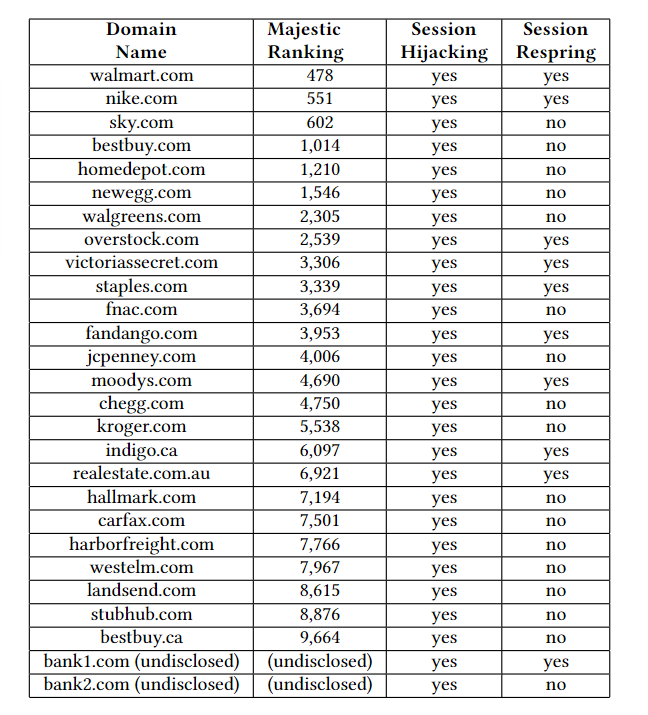 Domain Majestic Session Session
Name Ranking Hijacking Respring
walmart.com 478 yes yes
nike.com 551 yes yes
sky.com 602 yes no
bestbuy.com 1,014 yes no
homedepot.com 1,210 yes no
newegg.com 1,546 yes no
walgreens.com 2,305 yes no
overstock.com 2,539 yes yes
victoriassecret.com 3,306 yes yes
staples.com 3,339 yes yes
fnac.com 3,694 yes no
fandango.com 3,953 yes yes
jcpenney.com 4,006 yes no
moodys.com 4,690 yes yes
chegg.com 4,750 yes no
kroger.com 5,538 yes no
indigo.ca 6,097 yes yes
realestate.com.au 6,921 yes yes
hallmark.com 7,194 yes no
carfax.com 7,501 yes no
harborfreight.com 7,766 yes no
westelm.com 7,967 yes no
landsend.com 8,615 yes no
stubhub.com 8,876 yes no
bestbuy.ca 9,664 yes no
bank1.com (undisclosed) (undisclosed) yes yes
bank2.com (undisclosed) (undisclosed) yes no